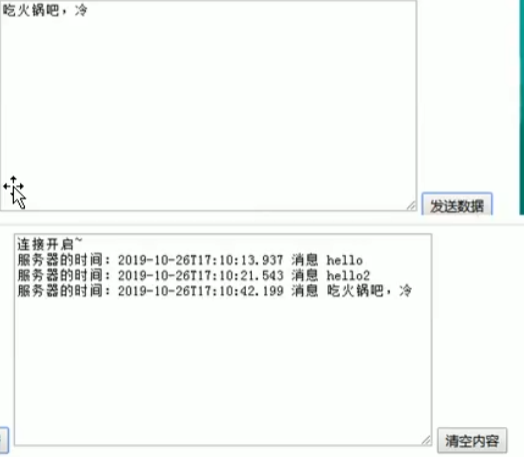 吃火锅吧，冷
发送数据
连接开启~
服务器的时间：2019-10-26T17:10:13.937 消息 hello
服务器的时间：2019-10-26T17:10:21.543 消息 hello2
服务器的时间：2019-10-26T17:10:42.199 消息 吃火锅吧，冷
清空内容